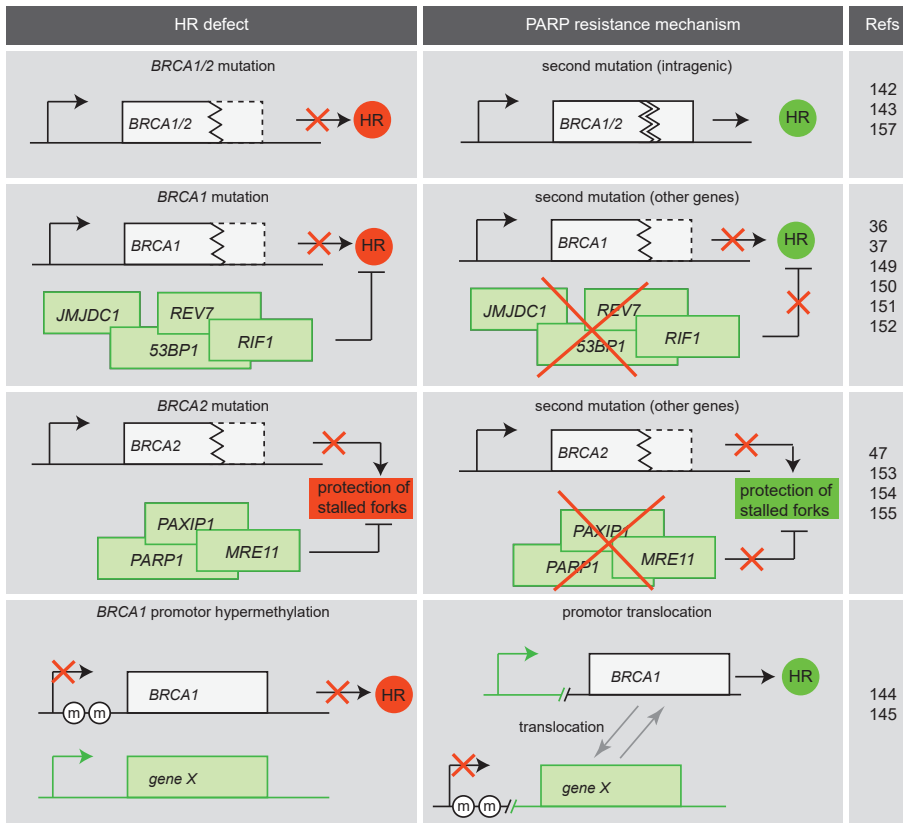 HR defect
PARP resistance mechanism
Refs
BRCA1/2 mutation
BRCA1/2
HR
second mutation (intragenic)
BRCA1/2
HR
142
143
157
BRCA1 mutation
BRCA1
HR
JMJDC1
REV7
53BP1
RIF1
second mutation (other genes)
BRCA1
HR
JMJDC1
REV7
53BP1
RIF1
36
37
149
150
151
152
BRCA2 mutation
BRCA2
protection of
stalled forks
PAXIP1
PARP1
MRE11
second mutation (other genes)
BRCA2
protection of
stalled forks
PAXIP1
PARP1
MRE11
47
153
154
155
BRCA1 promotor hypermethylation
BRCA1
HR
m m
gene X
promotor translocation
BRCA1
HR
translocation
gene X
m m
144
145